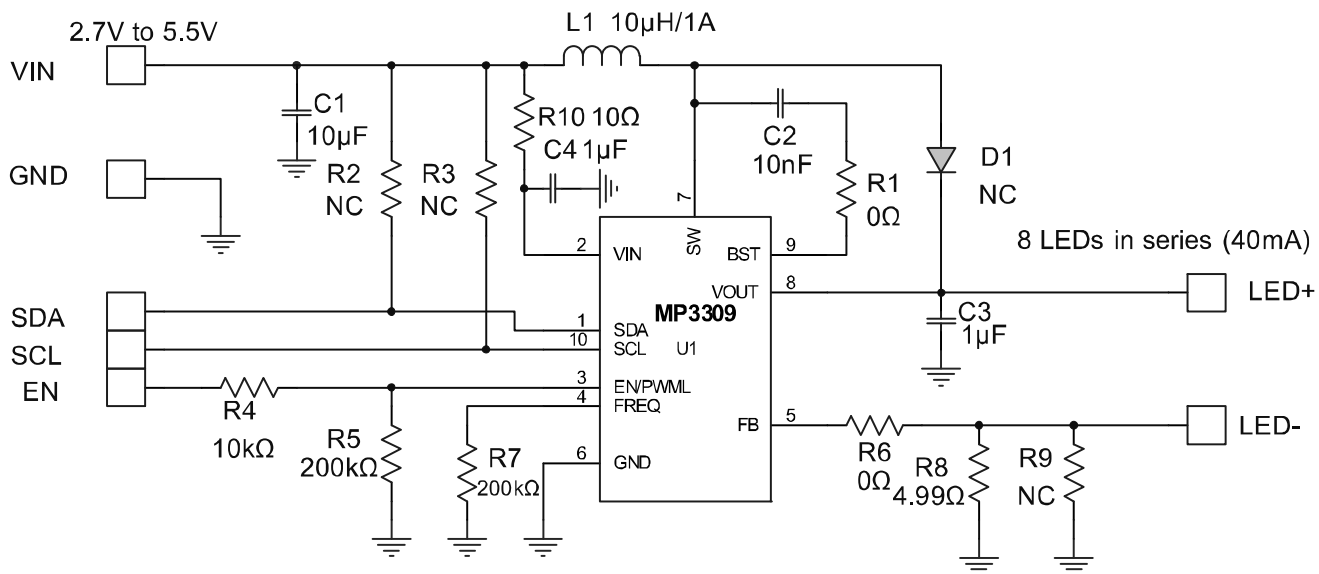 L1 10µH/1A
2.7V to 5.5V
VIN
C1
10µF
R10 10Ω
C4 1µF
C2
10nF
D1
NC
GND
R2
NC
R3
NC
R1
0Ω
7
SW
2
VIN
BST
9
8 LEDs in series (40mA)
VOUT
8
LED+
MP3309
C3
1µF
SDA
1
SDA
SCL
10
SCL
U1
EN
3
EN/PWML
4
FREQ
R4
10kΩ
R5
200kΩ
R7
200kΩ
6
GND
FB
5
LED-
R6
0Ω
R8
4.99Ω
R9
NC